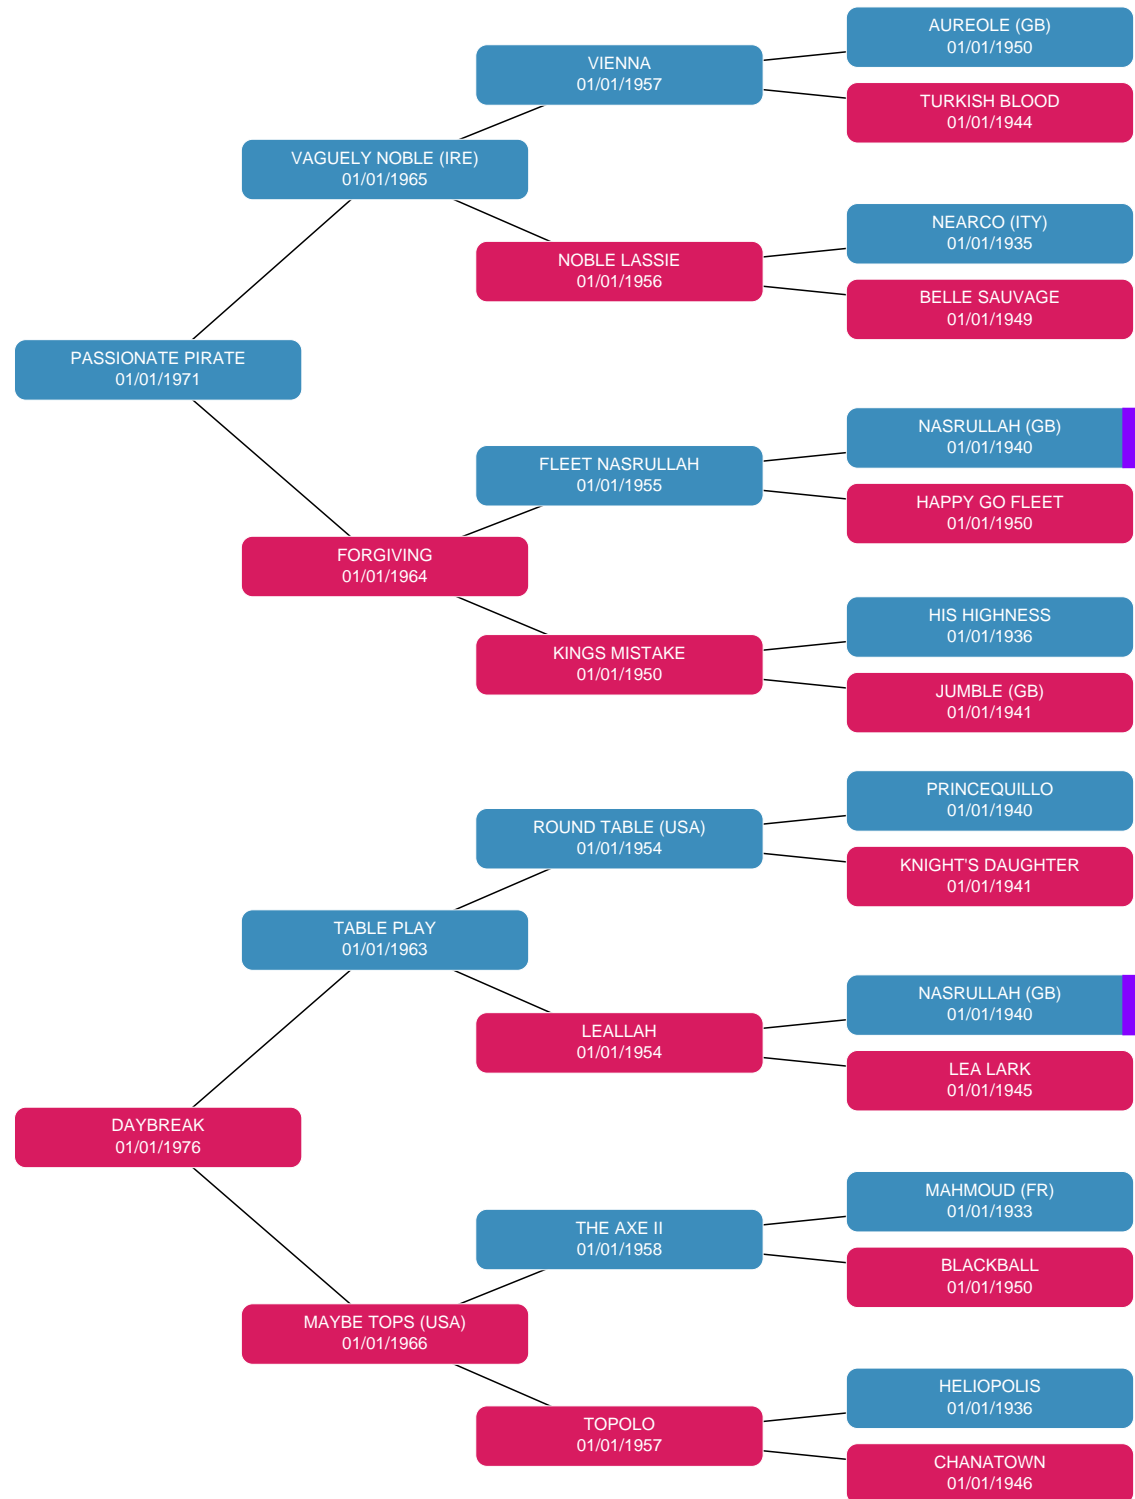 AUREOLE (GB)
01/01/1950
VIENNA
01/01/1957
TURKISH BLOOD
01/01/1944
VAGUELY NOBLE (IRE)
01/01/1965
NEARCO (ITY)
01/01/1935
NOBLE LASSIE
01/01/1956
BELLE SAUVAGE
01/01/1949
PASSIONATE PIRATE
01/01/1971
NASRULLAH (GB)
01/01/1940
FLEET NASRULLAH
01/01/1955
HAPPY GO FLEET
01/01/1950
FORGIVING
01/01/1964
HIS HIGHNESS
01/01/1936
KINGS MISTAKE
01/01/1950
JUMBLE (GB)
01/01/1941
PRINCEQUILLO
01/01/1940
ROUND TABLE (USA)
01/01/1954
KNIGHT'S DAUGHTER
01/01/1941
TABLE PLAY
01/01/1963
NASRULLAH (GB)
01/01/1940
LEALLAH
01/01/1954
LEA LARK
01/01/1945
DAYBREAK
01/01/1976
MAHMOUD (FR)
01/01/1933
THE AXE II
01/01/1958
BLACKBALL
01/01/1950
MAYBE TOPS (USA)
01/01/1966
HELIOPOLIS
01/01/1936
TOPOLO
01/01/1957
CHANATOWN
01/01/1946